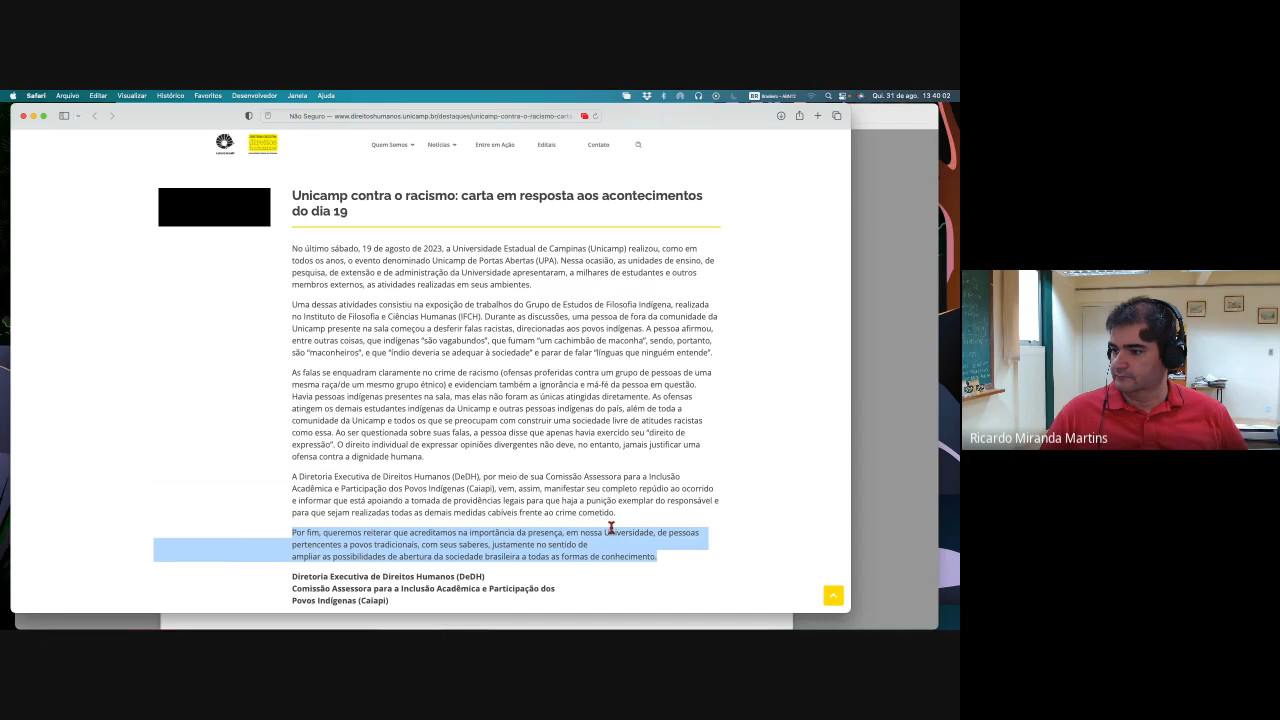 Safari Arquivo Editar Visualizar Histórico Favoritos Desenvolvedor Janela Ajuda
Qui. 31 de ago. 13 40 02
Não Seguro — www.direitoshumanos.unicamp.br/destaques/unicamp-contra-o-racismo-carta
UNICAMP
direitos humanos
Quem Somos Notícias Entre em Ação Editais Contato
Unicamp contra o racismo: carta em resposta aos acontecimentos
do dia 19
No último sábado, 19 de agosto de 2023, a Universidade Estadual de Campinas (Unicamp) realizou, como em
todos os anos, o evento denominado Unicamp de Portas Abertas (UPA). Nessa ocasião, as unidades de ensino, de
pesquisa, de extensão e de administração da Universidade apresentaram, a milhares de estudantes e outros
membros externos, as atividades realizadas em seus ambientes.
Uma dessas atividades consistiu na exposição de trabalhos do Grupo de Estudos de Filosofia Indígena, realizada
no Instituto de Filosofia e Ciências Humanas (IFCH). Durante as discussões, uma pessoa de fora da comunidade da
Unicamp presente na sala começou a desferir falas racistas, direcionadas aos povos indígenas. A pessoa afirmou,
entre outras coisas, que indígenas “são vagabundos”, que fumam “um cachimbão de maconha”, sendo, portanto,
são “maconheiros”, e que “índio deveria se adequar à sociedade” e parar de falar “línguas que ninguém entende”.
As falas se enquadram claramente no crime de racismo (ofensas proferidas contra um grupo de pessoas de uma
mesma raça/de um mesmo grupo étnico) e evidenciam também a ignorância e má-fé da pessoa em questão.
Havia pessoas indígenas presentes na sala, mas elas não foram as únicas atingidas diretamente. As ofensas
atingem os demais estudantes indígenas da Unicamp e outras pessoas indígenas do país, além de toda a
comunidade da Unicamp e todos os que se preocupam com construir uma sociedade livre de atitudes racistas
como essa. Ao ser questionada sobre suas falas, a pessoa disse que apenas havia exercido seu “direito de
expressão”. O direito individual de expressar opiniões divergentes não deve, no entanto, jamais justificar uma
ofensa contra a dignidade humana.
A Diretoria Executiva de Direitos Humanos (DeDH), por meio de sua Comissão Assessora para a Inclusão
Acadêmica e Participação dos Povos Indígenas (Caiapi), vem, assim, manifestar seu completo repúdio ao ocorrido
e informar que está apoiando a tomada de providências legais para que haja a punição exemplar do responsável e
para que sejam realizadas todas as demais medidas cabíveis frente ao crime cometido.
Por fim, queremos reiterar que acreditamos na importância da presença, em nossa Universidade, de pessoas
pertencentes a povos tradicionais, com seus saberes, justamente no sentido de
ampliar as possibilidades de abertura da sociedade brasileira a todas as formas de conhecimento.
Diretoria Executiva de Direitos Humanos (DeDH)
Comissão Assessora para a Inclusão Acadêmica e Participação dos
Povos Indígenas (Caiapi)
Ricardo Miranda Martins